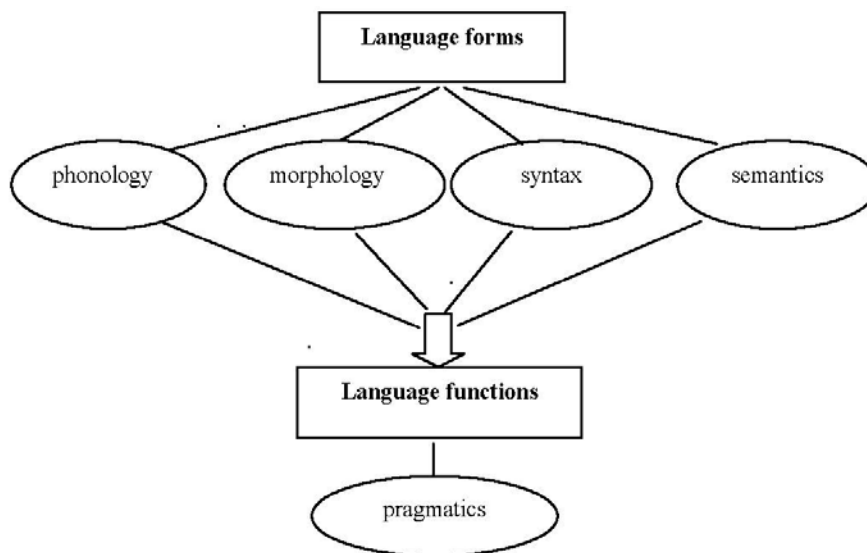 Language forms
phonology
morphology
syntax
semantics
Language functions
pragmatics